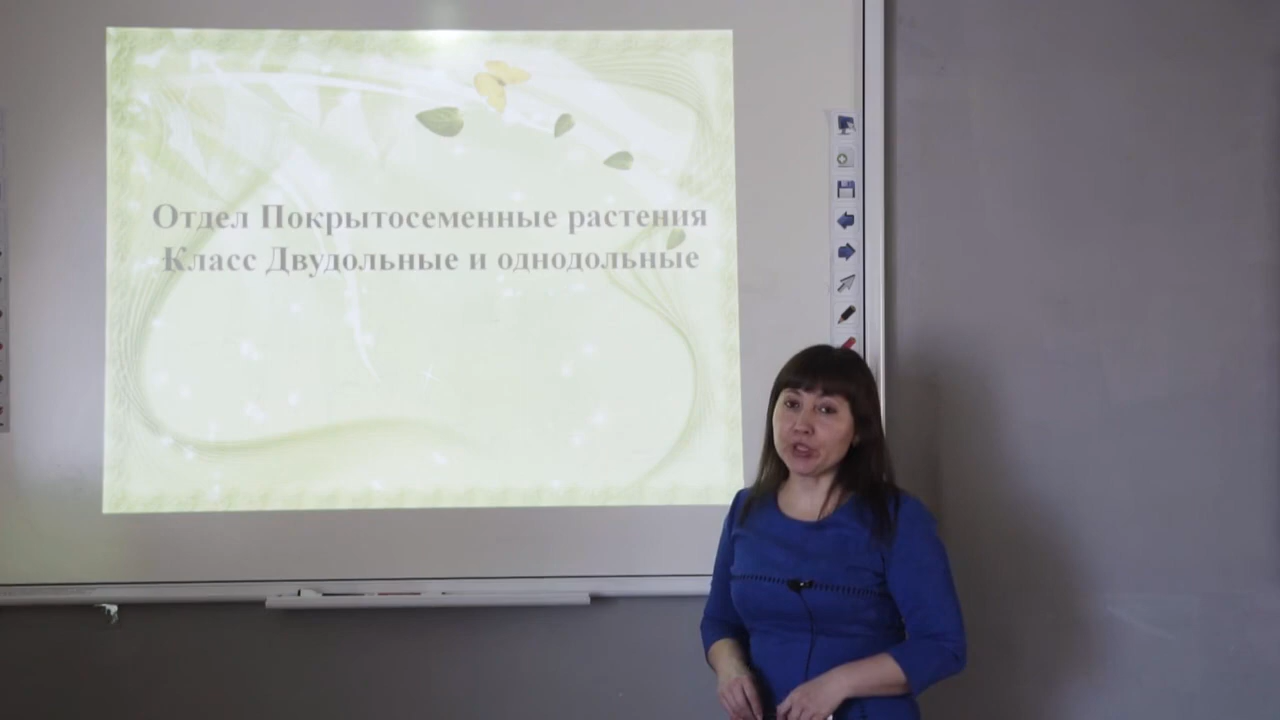 Отдел Покрытосеменные растения
Класс Двудольные и однодольные